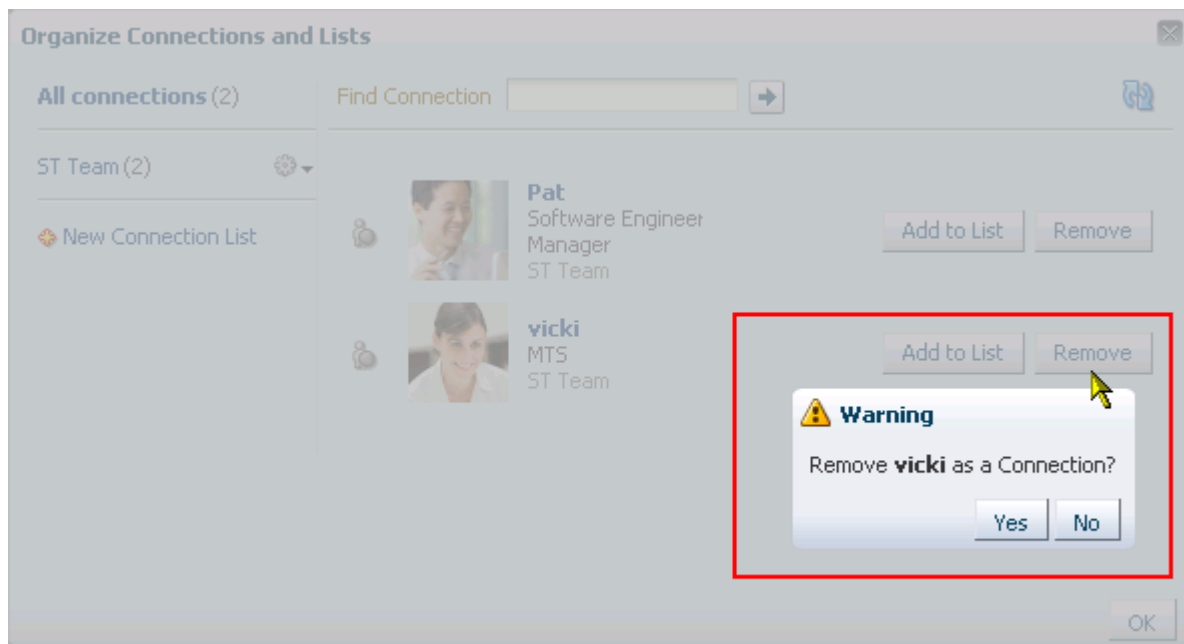 Organize Connections and Lists
All connections (2)
Find Connection
ST Team (2)
New Connection List
Pat
Software Engineer
Manager
ST Team
Add to List
Remove
vicki
MTS
ST Team
Add to List
Remove
Warning
Remove vicki as a Connection?
Yes
No
OK